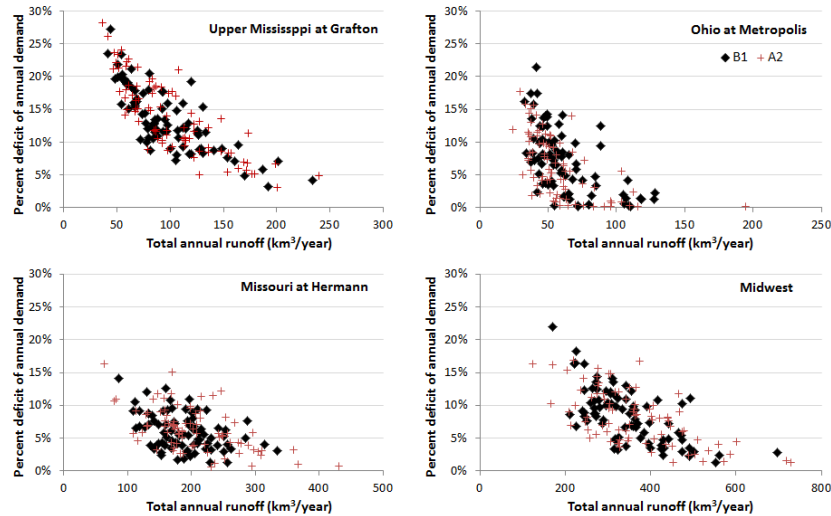 Upper Missisppi at Grafton
Percent deficit of annual demand
30%
25%
20%
15%
10%
5%
0%
0 50 100 150 200 250 300
Total annual runoff (km³/year)
Ohio at Metropolis
B1 A2
Percent deficit of annual demand
30%
25%
20%
15%
10%
5%
0%
0 50 100 150 200 250
Total annual runoff (km³/year)
Missouri at Hermann
Percent deficit of annual demand
30%
25%
20%
15%
10%
5%
0%
0 100 200 300 400 500
Total annual runoff (km³/year)
Midwest
Percent deficit of annual demand
30%
25%
20%
15%
10%
5%
0%
0 200 400 600 800
Total annual runoff (km³/year)